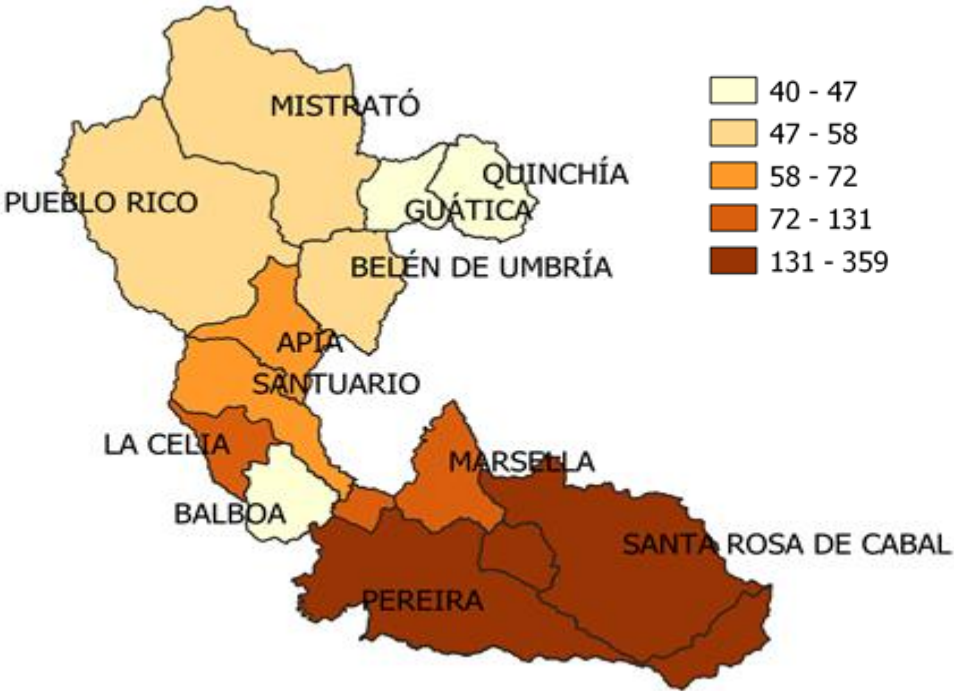 MISTRATÓ
QUINCHÍA
PUEBLO RICO
GUÁTICA
BELÉN DE UMBRÍA
APÍA
SANTUARIO
LA CELIA
MARSELLA
BALBOA
SANTA ROSA DE CABAL
PEREIRA
40 - 47
47 - 58
58 - 72
72 - 131
131 - 359